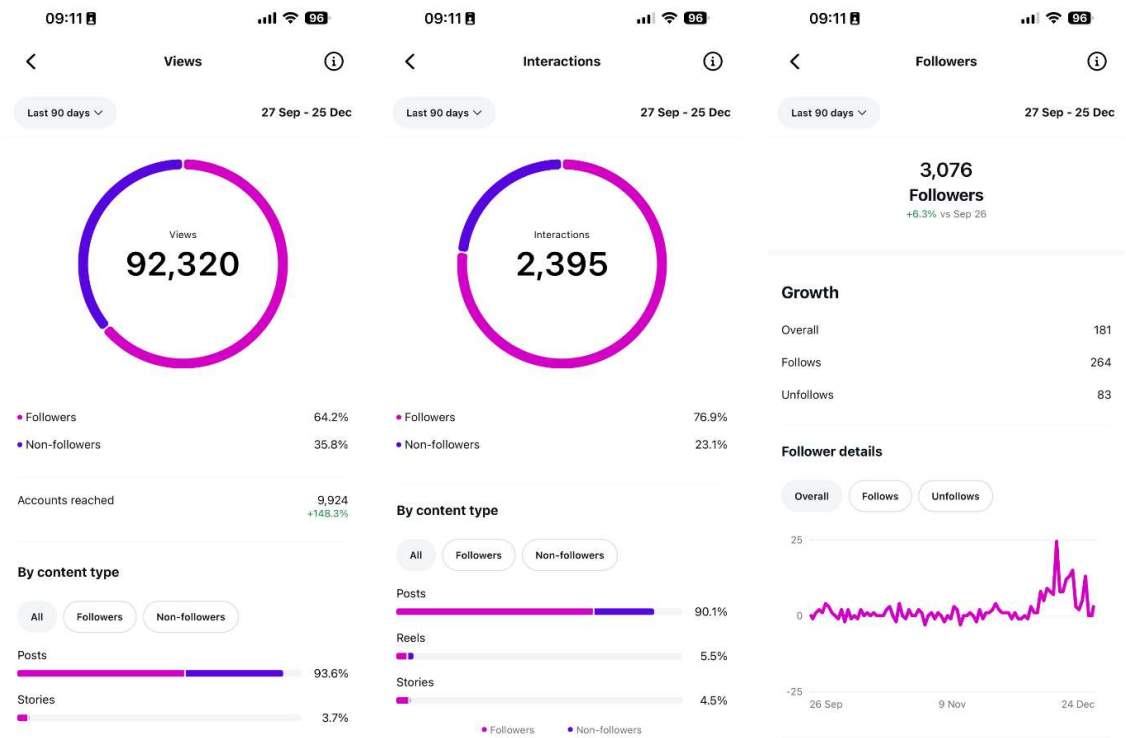 09:11
96
Views
Last 90 days
27 Sep - 25 Dec
Views
92,320
Followers 64.2%
Non-followers 35.8%
Accounts reached 9,924
+148.3%
By content type
All Followers Non-followers
Posts
93.6%
Stories
3.7%
09:11
96
Interactions
Last 90 days
27 Sep - 25 Dec
Interactions
2,395
Followers 76.9%
Non-followers 23.1%
By content type
All Followers Non-followers
Posts
90.1%
Reels
5.5%
Stories
4.5%
Followers Non-followers
09:11
96
Followers
Last 90 days
27 Sep - 25 Dec
3,076
Followers
+6.3% vs Sep 26
Growth
Overall 181
Follows 264
Unfollows 83
Follower details
Overall Follows Unfollows
25
0
-25
26 Sep 9 Nov 24 Dec